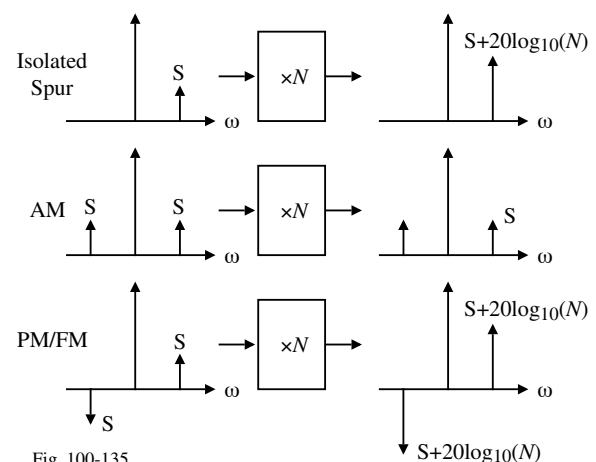 Isolated
Spur
S
×N
S+20log10(N)
ω
ω
AM
S
S
×N
S
ω
ω
PM/FM
S
×N
S+20log10(N)
ω
ω
S
S+20log10(N)
Fig. 100-135